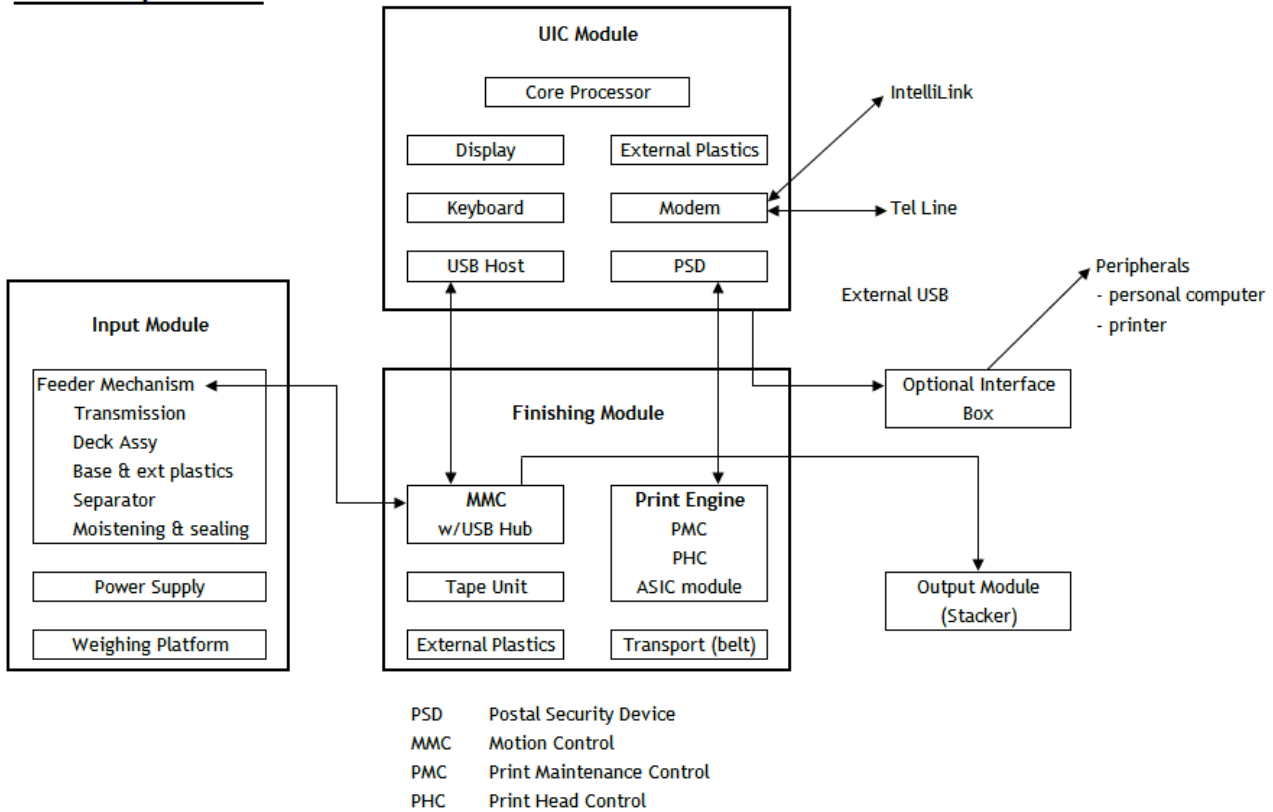 UIC Module
Core Processor
Display
External Plastics
Keyboard
Modem
USB Host
PSD
IntelliLink
Tel Line
External USB
Peripherals
- personal computer
- printer
Optional Interface
Box
Input Module
Feeder Mechanism
Transmission
Deck Assy
Base & ext plastics
Separator
Moistening & sealing
Power Supply
Weighing Platform
Finishing Module
MMC
w/USB Hub
Print Engine
PMC
PHC
ASIC module
Tape Unit
External Plastics
Transport (belt)
Output Module
(Stacker)
PSD Postal Security Device
MMC Motion Control
PMC Print Maintenance Control
PHC Print Head Control